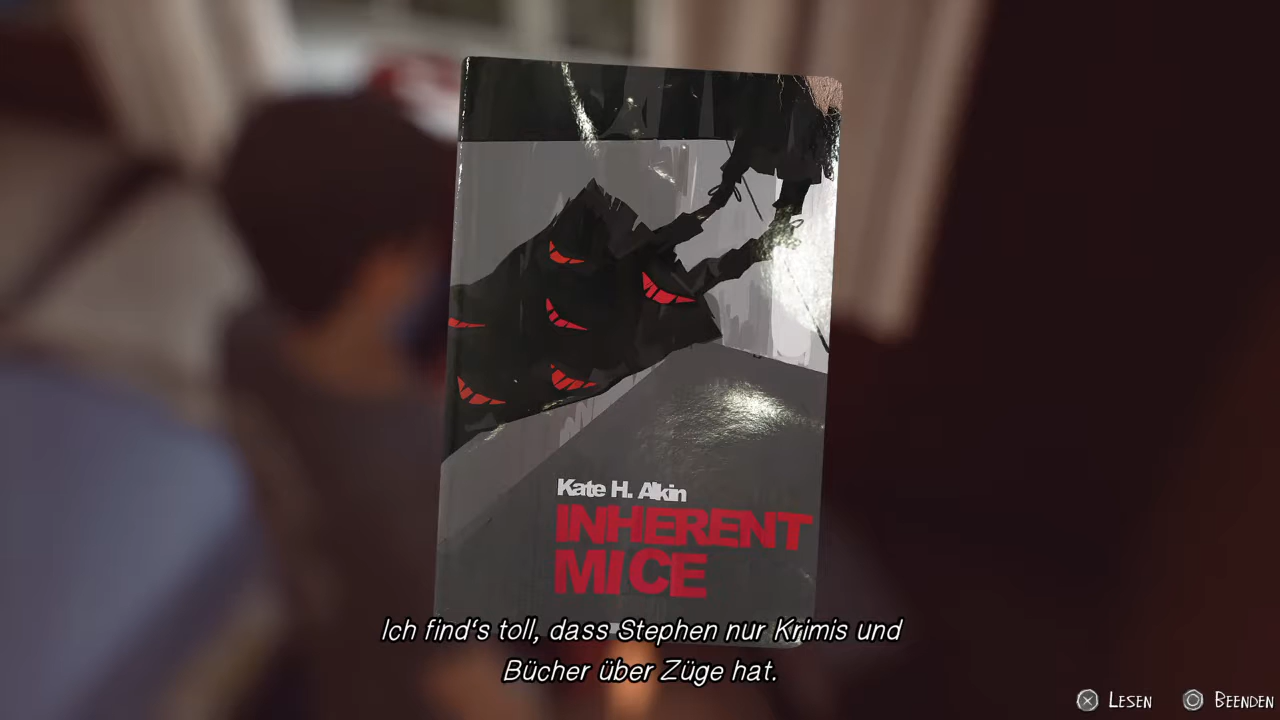 Kate H. Alkin
INHERENT
MICE
Ich find's toll, dass Stephen nur Krimis und
Bücher über Züge hat.
LESEN
BEENDEN